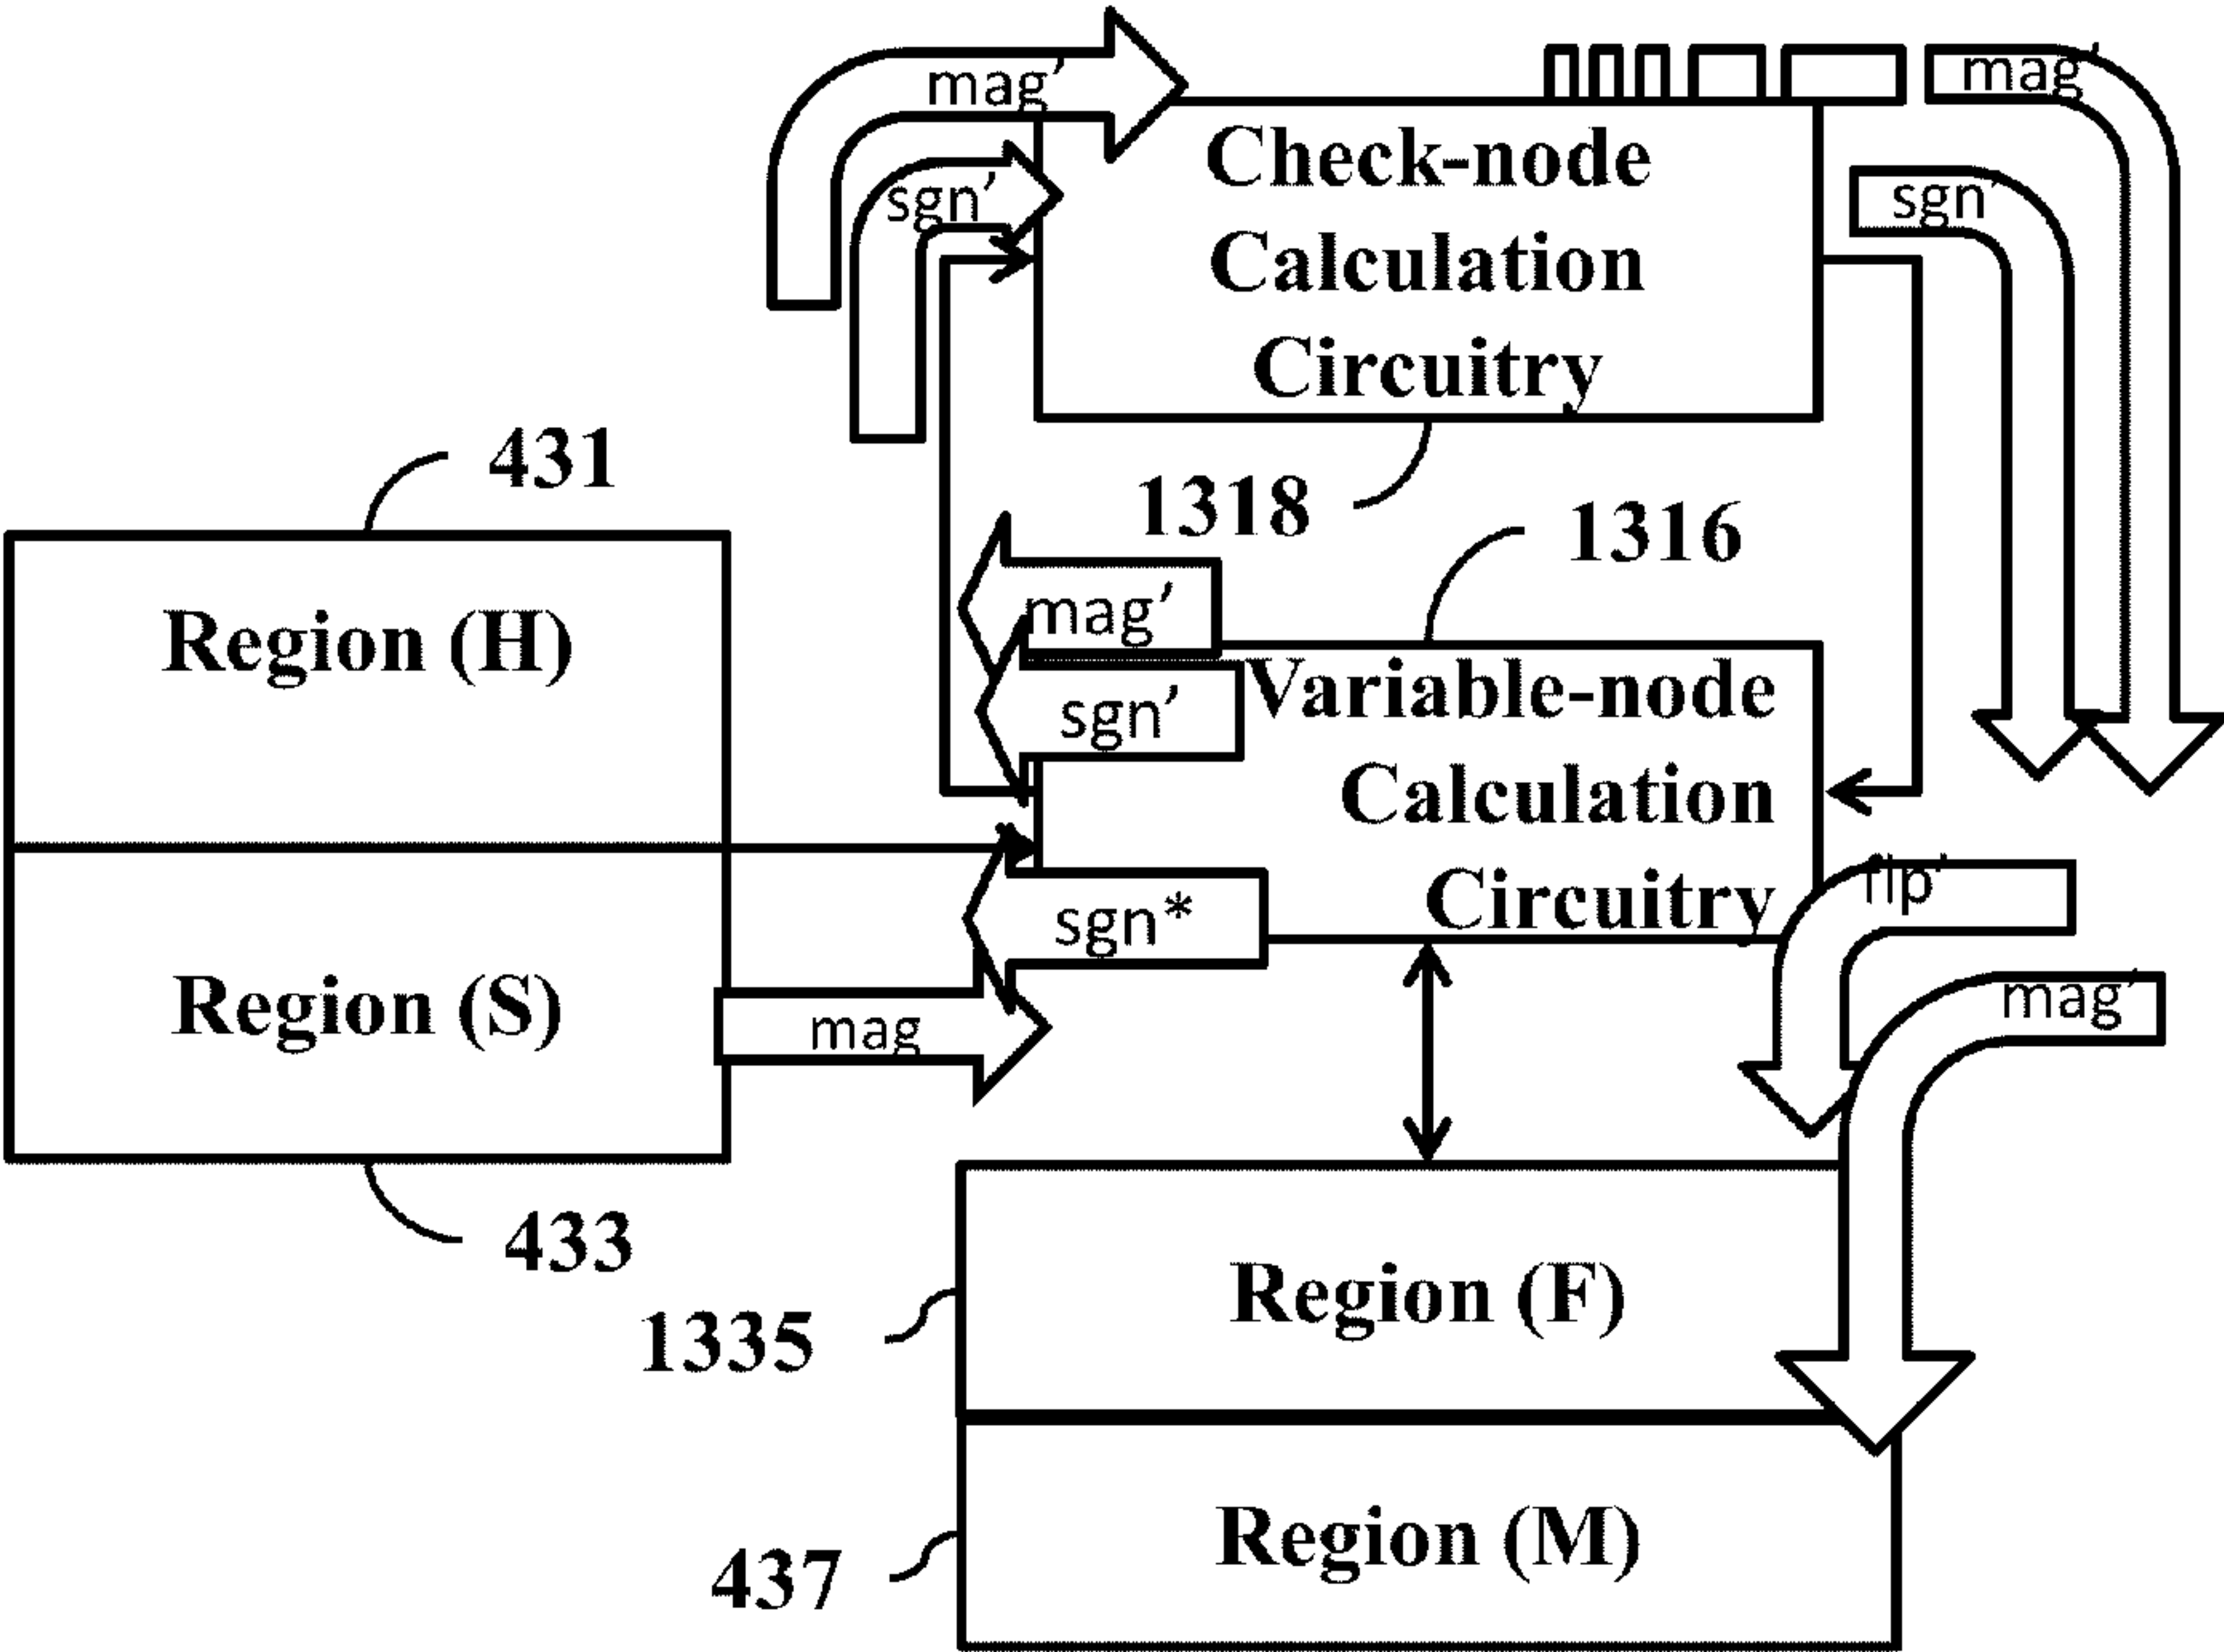 mag’
mag’
Check-node
Calculation
Circuitry
sgn’
sgn’
431
1318
1316
Region (H)
mag’
sgn’
Variable-node
Calculation
Circuitry
sgn*
mag’
Region (S)
mag
433
1335
Region (F)
437
Region (M)